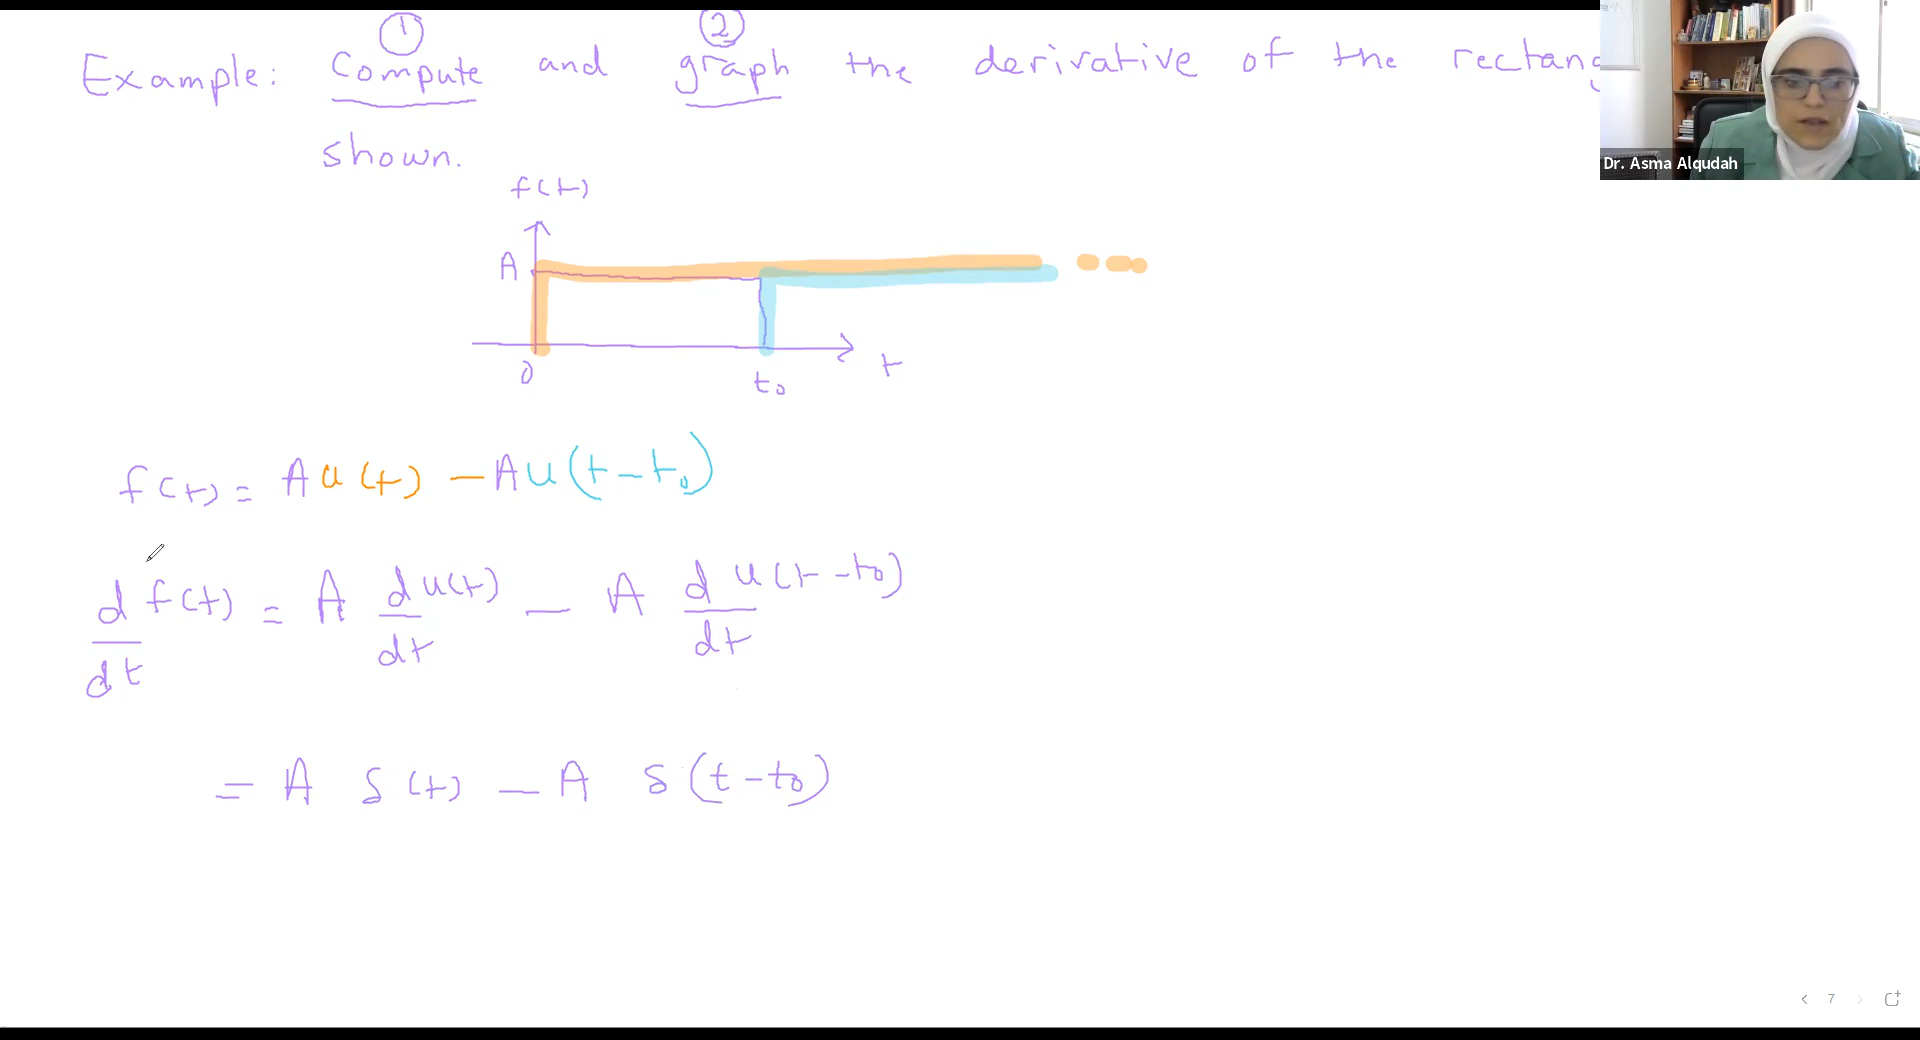 ① ②
Example: Compute and graph the derivative of the rectang
shown.
f(t)
A
0
t₀
t
f(t) = A u(t) − A u(t − t₀)
d/dt f(t) = A d/dt u(t) − A d/dt u(t − t₀)
= A δ(t) − A δ(t − t₀)
Dr. Asma Alqudah
7